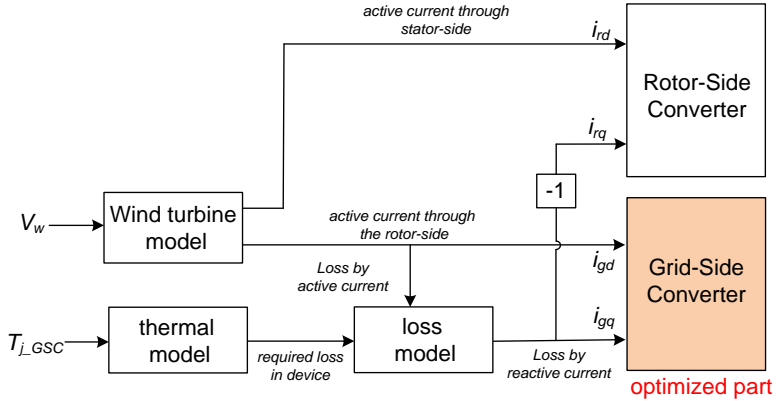 active current through
stator-side
i_rd
Rotor-Side
Converter
i_rq
-1
V_w
Wind turbine
model
active current through
the rotor-side
i_gd
Grid-Side
Converter
Loss by
active current
T_j_GSC
thermal
model
required loss
in device
loss
model
Loss by
reactive current
i_gq
optimized part